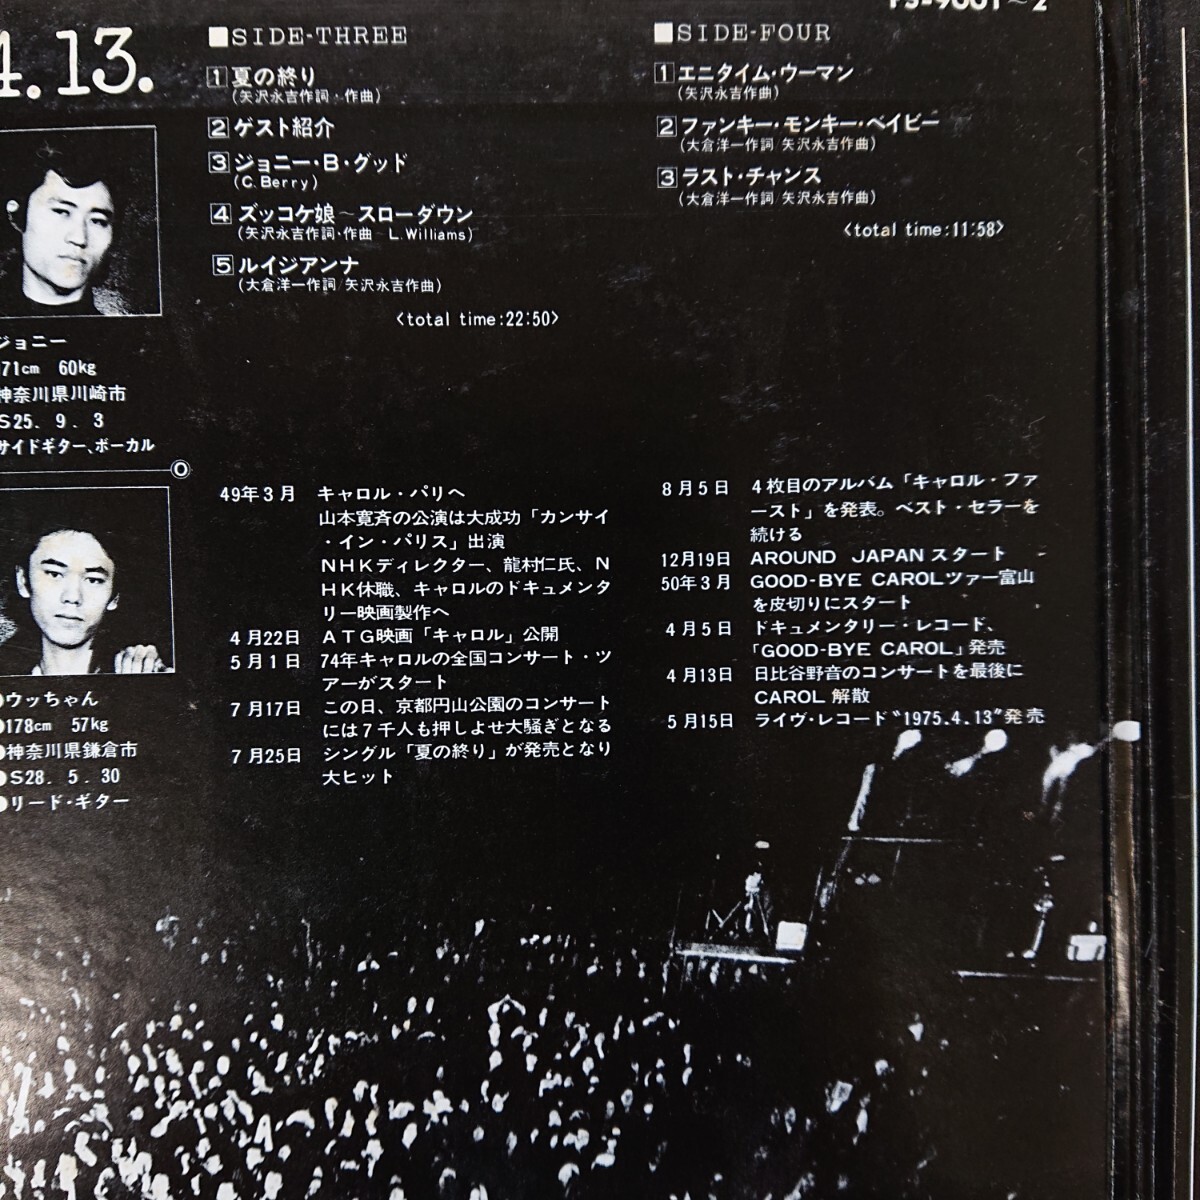 4.13.
FS-9001~2
■SIDE-THREE
1 夏の終り
(矢沢永吉作詞・作曲)
2 ゲスト紹介
3 ジョニー・B・グッド
(C.Berry)
4 ズッコケ娘~スローダウン
(矢沢永吉作詞・作曲 L.Williams)
5 ルイジアンナ
(大倉洋一作詞/矢沢永吉作曲)
<total time:22:50>
■SIDE-FOUR
1 エニタイム・ウーマン
(矢沢永吉作曲)
2 ファンキー・モンキー・ベイビー
(大倉洋一作詞/矢沢永吉作曲)
3 ラスト・チャンス
(大倉洋一作詞/矢沢永吉作曲)
<total time:11:58>
ジョニー
171cm 60kg
神奈川県川崎市
S25. 9. 3
サイドギター、ボーカル
●ウッちゃん
●178cm 57kg
●神奈川県鎌倉市
●S28. 5. 30
●リード・ギター
49年3月 キャロル・パリへ
山本寛斉の公演は大成功「カンサイ
・イン・パリス」出演
NHKディレクター、龍村仁氏、N
HK休職、キャロルのドキュメンタ
リー映画製作へ
4月22日 ATG映画「キャロル」公開
5月1日 74年キャロルの全国コンサート・ツ
アーがスタート
7月17日 この日、京都円山公園のコンサート
には7千人も押しよせ大騒ぎとなる
7月25日 シングル「夏の終り」が発売となり
大ヒット
8月5日 4枚目のアルバム「キャロル・ファ
ースト」を発表。ベスト・セラーを
続ける
12月19日 AROUND JAPAN スタート
50年3月 GOOD-BYE CAROLツァー富山
を皮切りにスタート
4月5日 ドキュメンタリー・レコード、
「GOOD-BYE CAROL」発売
4月13日 日比谷野音のコンサートを最後に
CAROL 解散
5月15日 ライヴ・レコード"1975.4.13"発売